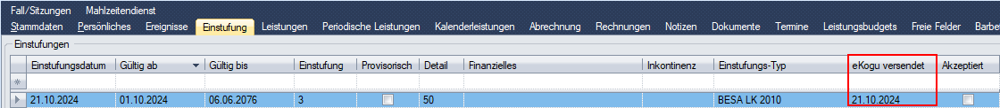 Fall/Sitzungen Mahlzeitendienst
Stammdaten Persönliches Ereignisse Einstufung Leistungen Periodische Leistungen Kalenderleistungen Abrechnung Rechnungen Notizen Dokumente Termine Leistungsbudgets Freie Felder Barbet
Einstufungen
Einstufungsdatum Gültig ab Gültig bis Einstufung Provisorisch Detail Finanzielles Inkontinenz Einstufungs-Typ eKogu versendet Akzeptiert
21.10.2024 01.10.2024 06.06.2076 3 50 BESA LK 2010 21.10.2024